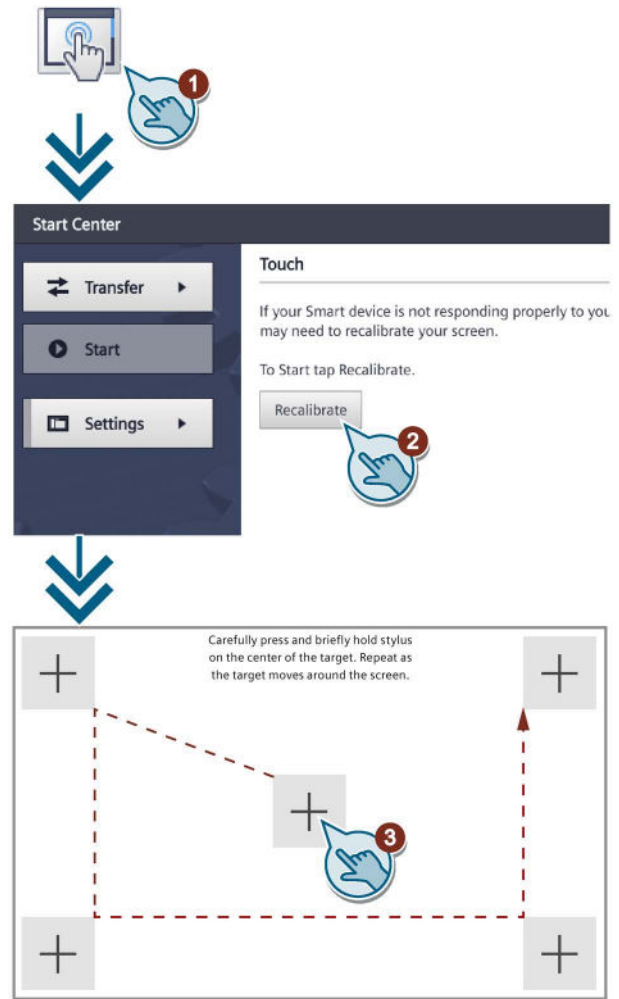 1
Start Center
Transfer
Start
Settings
Touch
If your Smart device is not responding properly to you
may need to recalibrate your screen.
To Start tap Recalibrate.
Recalibrate
2
Carefully press and briefly hold stylus
on the center of the target. Repeat as
the target moves around the screen.
3